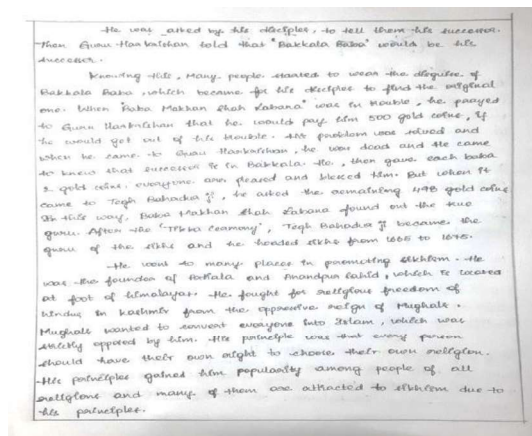 He was asked by his disciples, to tell them his successor.
Then Guru Harkrishan told that "Bakkala Baba" would be his
successor.
Knowing this, Many people started to wear the disguise of
Bakkala Baba, which became for his disciples to find the original
one. When "Baba Makhan Shah Labana" was in trouble, he prayed
to Guru Harkrishan that he would pay him 500 gold coins, if
he would get out of his trouble. His problem was solved and
when he came to Guru Harkrishan, he was dead and He came
to know that successor is in Bakkala. He, then gave each baba
2 gold coins. everyone are pleased and blessed him. But when it
came to Tegh Bahadur ji, he asked the remaining 498 gold coins
In this way, Baba Makhan Shah Labana found out the true
guru. After the "Tikka Ceremony", Tegh Bahadur ji became the
guru of the sikhs and he headed sikhs from 1665 to 1675.
He went to many places in promoting sikhism. He
was the founder of Patiala and Anandpur Sahid, which is located
at foot of himalayas. He fought for religious freedom of
hindus in kashmir from the oppresive reign of Mughals.
Mughals wanted to convert everyone into Islam, which was
strictly opposed by him. His principle was that every person
should have their own right to choose their own religion.
His principles gained him popularity among people of all
religions and many of them are attracted to sikhism due to
his principles.